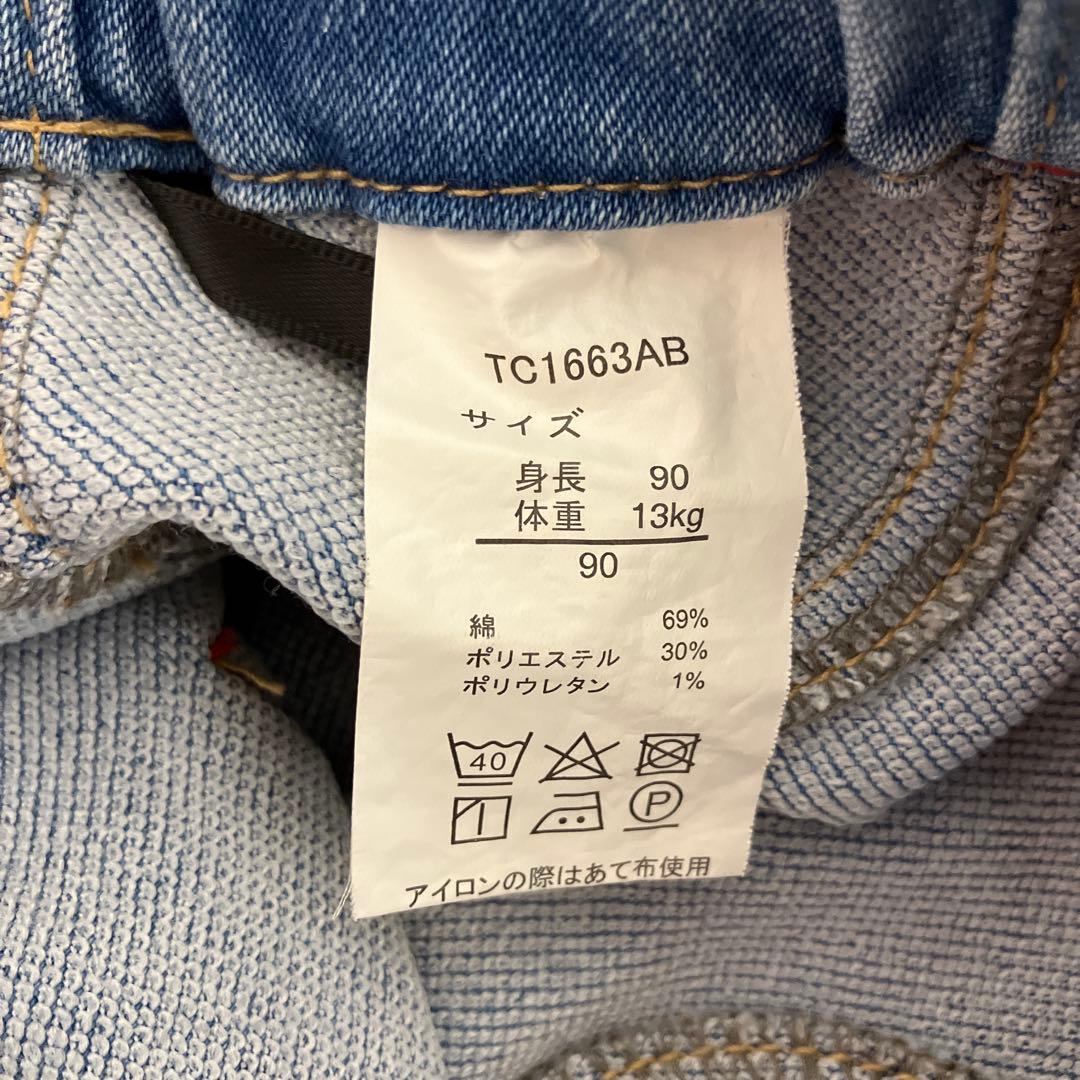 TC1663AB
サイズ
身長 90
体重 13kg
90
綿 69%
ポリエステル 30%
ポリウレタン 1%
40
P
アイロンの際はあて布使用